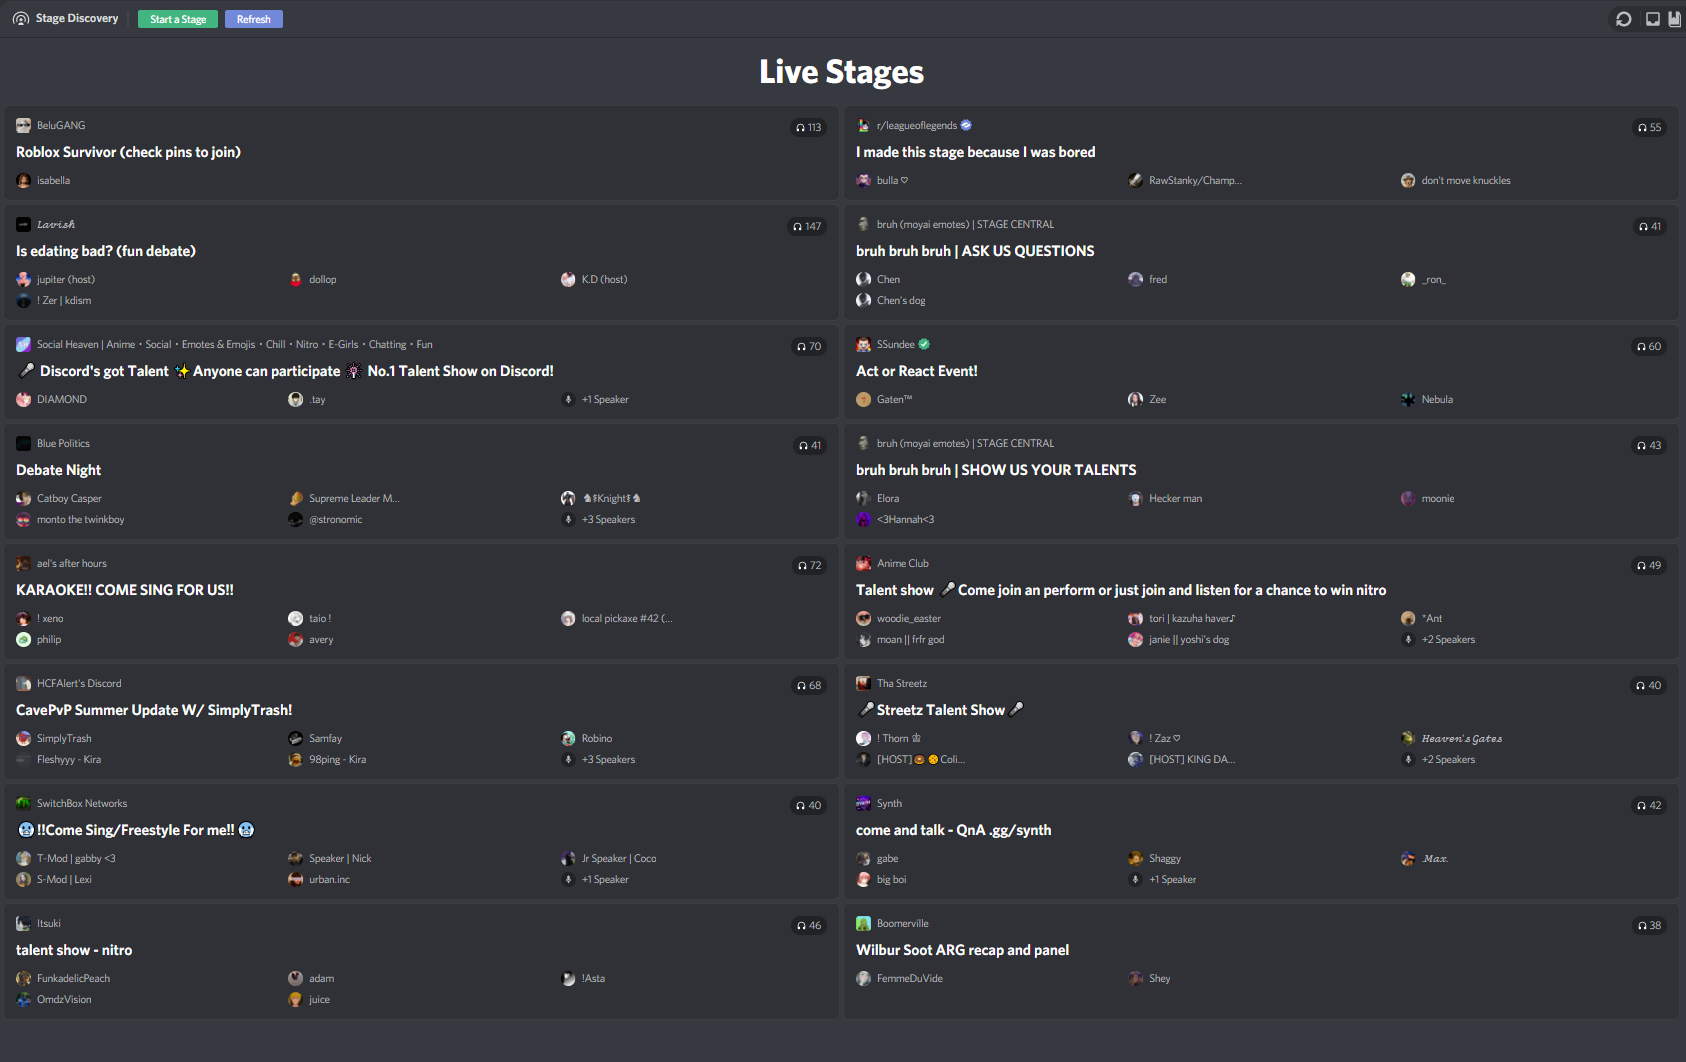 Stage Discovery Start a Stage Refresh
Live Stages
BeluGANG 113
Roblox Survivor (check pins to join)
isabella
r/leagueoflegends 55
I made this stage because I was bored
bulla ♡ RawStanky/Champ... don't move knuckles
𝓛𝓪𝓿𝓲𝓼𝓱 147
Is edating bad? (fun debate)
jupiter (host) dollop K.D (host)
! Zer | kdism
bruh (moyai emotes) | STAGE CENTRAL 41
bruh bruh bruh | ASK US QUESTIONS
Chen fred _ron_
Chen's dog
Social Heaven | Anime • Social • Emotes & Emojis • Chill • Nitro • E-Girls • Chatting • Fun 70
🎤 Discord's got Talent ✨ Anyone can participate 🎇 No.1 Talent Show on Discord!
DIAMOND .tay +1 Speaker
SSundee 60
Act or React Event!
Gaten™ Zee Nebula
Blue Politics 41
Debate Night
Catboy Casper Supreme Leader M... ♞⚕Knight⚕♞
monto the twinkboy @stronomic +3 Speakers
bruh (moyai emotes) | STAGE CENTRAL 43
bruh bruh bruh | SHOW US YOUR TALENTS
Elora Hecker man moonie
<3Hannah<3
ael's after hours 72
KARAOKE!! COME SING FOR US!!
! xeno taio ! local pickaxe #42 (...
philip avery
Anime Club 49
Talent show 🎤 Come join an perform or just join and listen for a chance to win nitro
woodie_easter tori | kazuha haver♪ *Ant
moan || frfr god janie || yoshi's dog +2 Speakers
HCFAlert's Discord 68
CavePvP Summer Update W/ SimplyTrash!
SimplyTrash Samfay Robino
Fleshyyy - Kira 98ping - Kira +3 Speakers
Tha Streetz 40
🎤Streetz Talent Show🎤
! Thorn ♔ ! Zaz ♡ 𝓗𝓮𝓪𝓿𝓮𝓷'𝓼 𝓖𝓪𝓽𝓮𝓼
[HOST]🍩🍪 Coli... [HOST] KING DA... +2 Speakers
SwitchBox Networks 40
🥶!!Come Sing/Freestyle For me!! 🥶
T-Mod | gabby <3 Speaker | Nick Jr Speaker | Coco
S-Mod | Lexi urban.inc +1 Speaker
Synth 42
come and talk - QnA .gg/synth
gabe Shaggy .𝓜𝓪𝔁.
big boi +1 Speaker
Itsuki 46
talent show - nitro
FunkadelicPeach adam !Asta
OmdzVision juice
Boomerville 38
Wilbur Soot ARG recap and panel
FemmeDuVide Shey